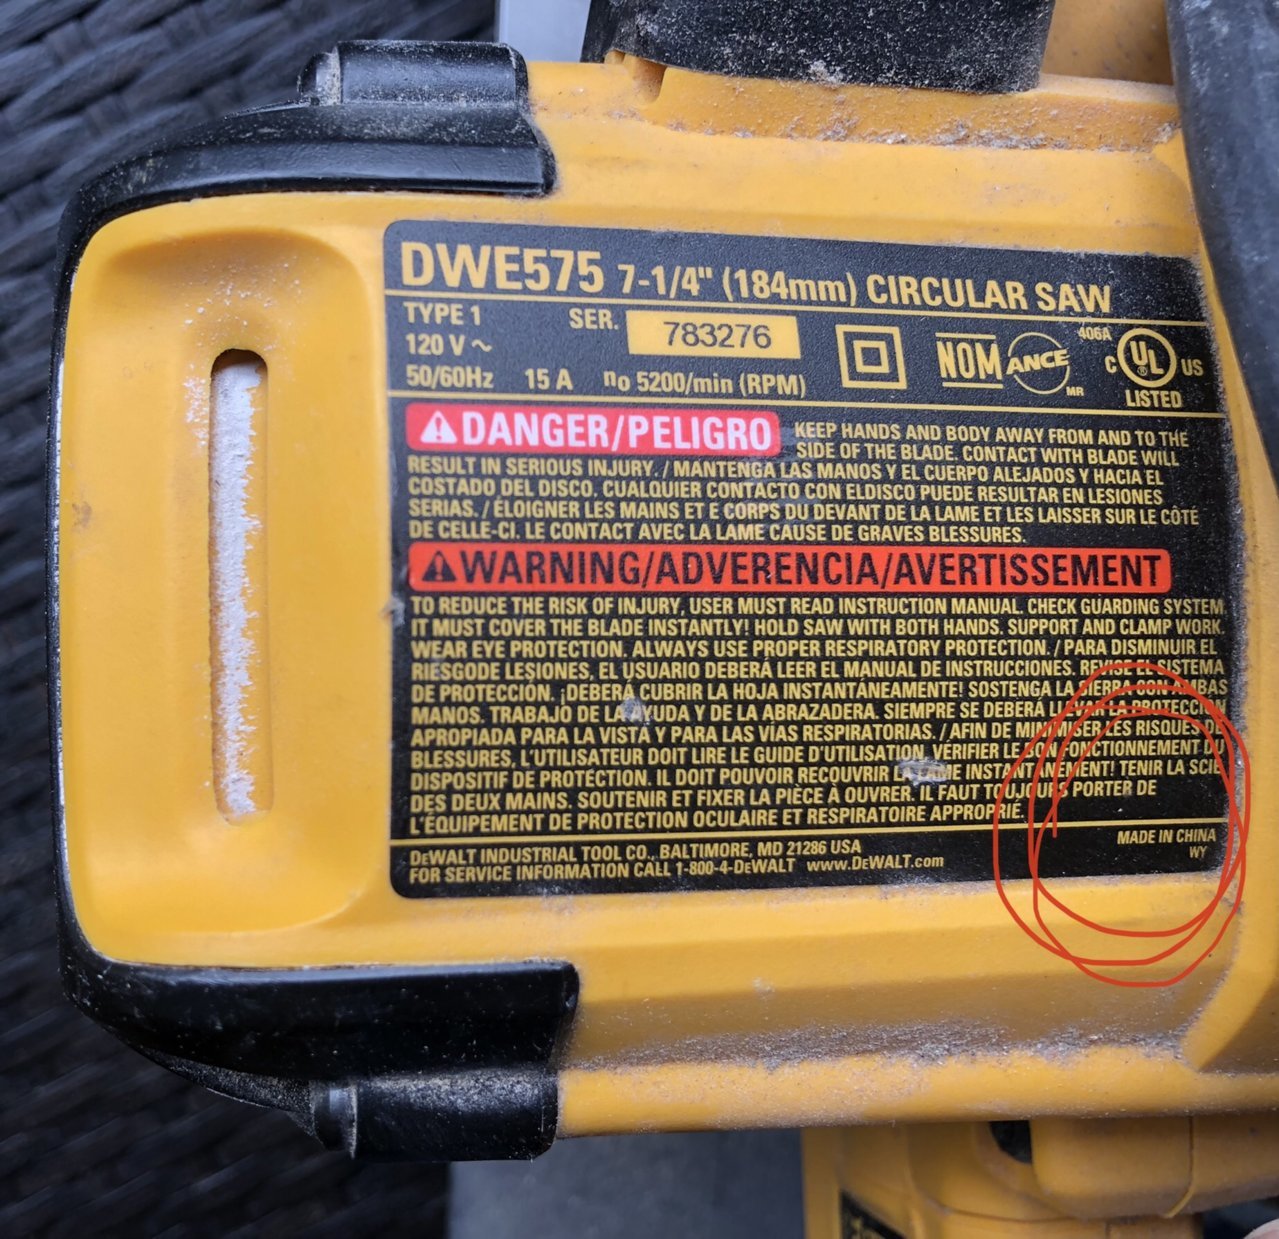 DWE575 7-1/4" (184mm) CIRCULAR SAW
TYPE 1 SER. 783276
120 V ~
50/60Hz 15 A no 5200/min (RPM)
NOM ANCE MR
406A
C UL ® US
LISTED
DANGER/PELIGRO
KEEP HANDS AND BODY AWAY FROM AND TO THE
SIDE OF THE BLADE. CONTACT WITH BLADE WILL
RESULT IN SERIOUS INJURY. / MANTENGA LAS MANOS Y EL CUERPO ALEJADOS Y HACIA EL
COSTADO DEL DISCO. CUALQUIER CONTACTO CON ELDISCO PUEDE RESULTAR EN LESIONES
SERIAS. / ÉLOIGNER LES MAINS ET E CORPS DU DEVANT DE LA LAME ET LES LAISSER SUR LE CÔTÉ
DE CELLE-CI. LE CONTACT AVEC LA LAME CAUSE DE GRAVES BLESSURES.
WARNING/ADVERENCIA/AVERTISSEMENT
TO REDUCE THE RISK OF INJURY, USER MUST READ INSTRUCTION MANUAL. CHECK GUARDING SYSTEM.
IT MUST COVER THE BLADE INSTANTLY! HOLD SAW WITH BOTH HANDS. SUPPORT AND CLAMP WORK.
WEAR EYE PROTECTION. ALWAYS USE PROPER RESPIRATORY PROTECTION. / PARA DISMINUIR EL
RIESGODE LESIONES, EL USUARIO DEBERÁ LEER EL MANUAL DE INSTRUCCIONES. REVISE EL SISTEMA
DE PROTECCIÓN. ¡DEBERÁ CUBRIR LA HOJA INSTANTÁNEAMENTE! SOSTENGA LA SIERRA CON AMBAS
MANOS. TRABAJO DE LA AYUDA Y DE LA ABRAZADERA. SIEMPRE SE DEBERÁ LLEVAR LA PROTECCIÓN
APROPIADA PARA LA VISTA Y PARA LAS VÍAS RESPIRATORIAS. /AFIN DE MINIMISER LES RISQUES DE
BLESSURES, L'UTILISATEUR DOIT LIRE LE GUIDE D'UTILISATION. VÉRIFIER LE BON FONCTIONNEMENT DU
DISPOSITIF DE PROTECTION. IL DOIT POUVOIR RECOUVRIR LA LAME INSTANTANÉMENT! TENIR LA SCIE
DES DEUX MAINS. SOUTENIR ET FIXER LA PIÈCE À OUVRER. IL FAUT TOUJOURS PORTER DE
L'ÉQUIPEMENT DE PROTECTION OCULAIRE ET RESPIRATOIRE APPROPRIÉ.
DeWALT INDUSTRIAL TOOL CO., BALTIMORE, MD 21286 USA
FOR SERVICE INFORMATION CALL 1-800-4-DeWALT www.DeWALT.com
MADE IN CHINA
WY